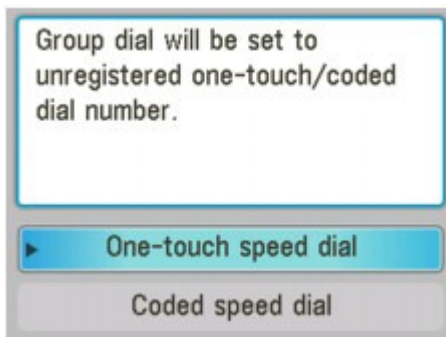 Group dial will be set to
unregistered one-touch/coded
dial number.
One-touch speed dial
Coded speed dial